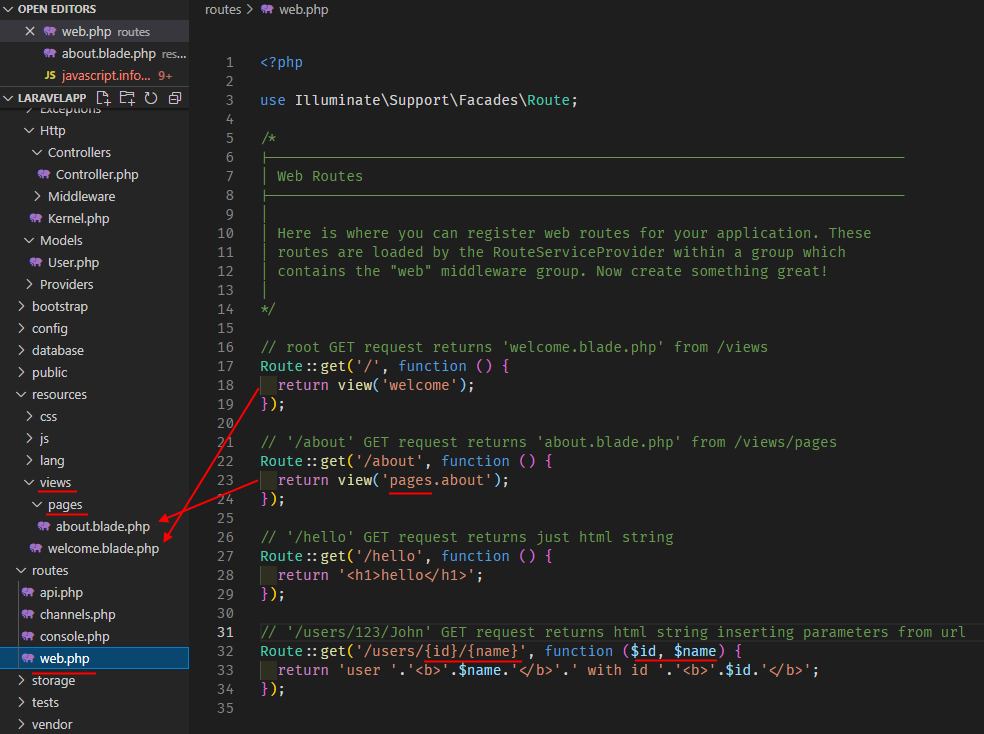 OPEN EDITORS
web.php routes
about.blade.php res...
JS javascript.info... 9+
LARAVELAPP
Exceptions
Http
Controllers
Controller.php
Middleware
Kernel.php
Models
User.php
Providers
bootstrap
config
database
public
resources
css
js
lang
views
pages
about.blade.php
welcome.blade.php
routes
api.php
channels.php
console.php
web.php
storage
tests
vendor
routes > web.php
1 <?php
2
3 use Illuminate\Support\Facades\Route;
4
5 /*
6 |--------------------------------------------------------------------------
7 | Web Routes
8 |--------------------------------------------------------------------------
9 |
10 | Here is where you can register web routes for your application. These
11 | routes are loaded by the RouteServiceProvider within a group which
12 | contains the "web" middleware group. Now create something great!
13 |
14 */
15
16 // root GET request returns 'welcome.blade.php' from /views
17 Route::get('/', function () {
18 return view('welcome');
19 });
20
21 // '/about' GET request returns 'about.blade.php' from /views/pages
22 Route::get('/about', function () {
23 return view('pages.about');
24 });
25
26 // '/hello' GET request returns just html string
27 Route::get('/hello', function () {
28 return '<h1>hello</h1>';
29 });
30
31 // '/users/123/John' GET request returns html string inserting parameters from url
32 Route::get('/users/{id}/{name}', function ($id, $name) {
33 return 'user '.'<b>'.$name.'</b>'.' with id '.'<b>'.$id.'</b>';
34 });
35